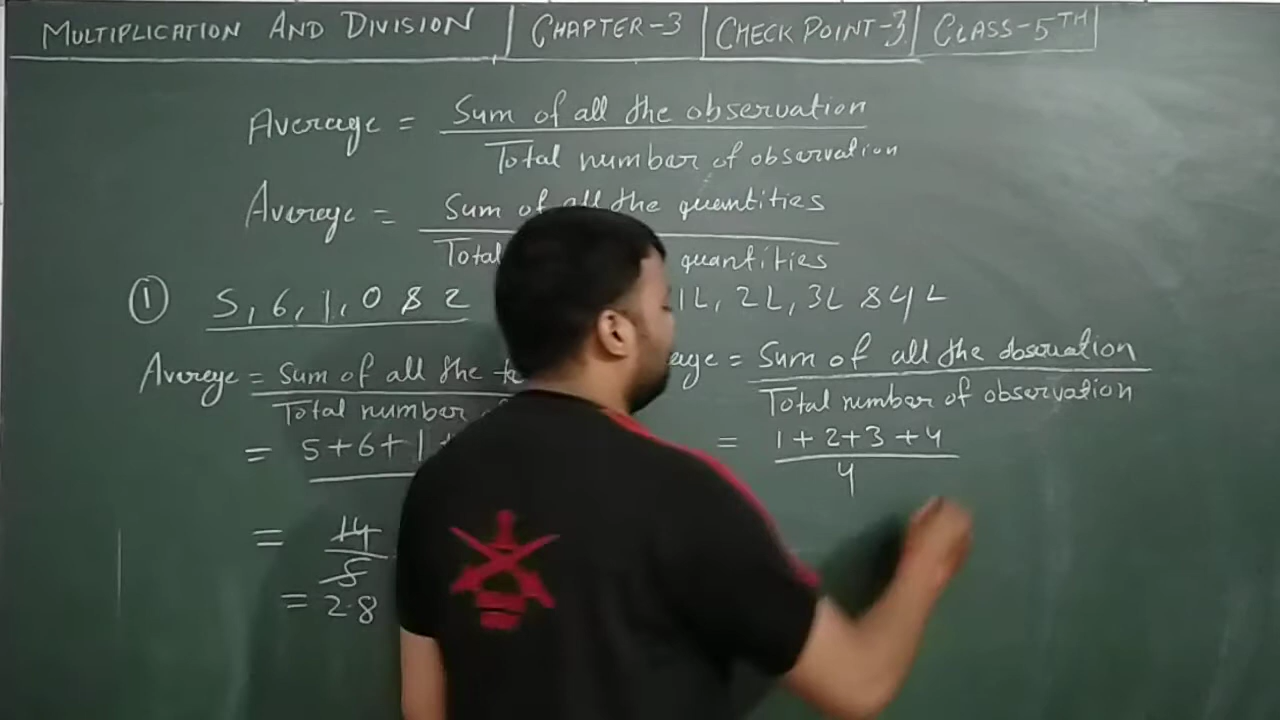 MULTIPLICATION AND DIVISION | CHAPTER-3 | CHECK POINT-3 | CLASS-5TH
Average = Sum of all the observation
Total number of observation
Average = Sum of all the quantities
Total quantities
① 5, 6, 1, 0 & 2
1L, 2L, 3L & 4L
Average = Sum of all the
Total number
= 5+6+1+
= 14
5
= 2.8
age = Sum of all the observation
Total number of observation
= 1+2+3+4
4